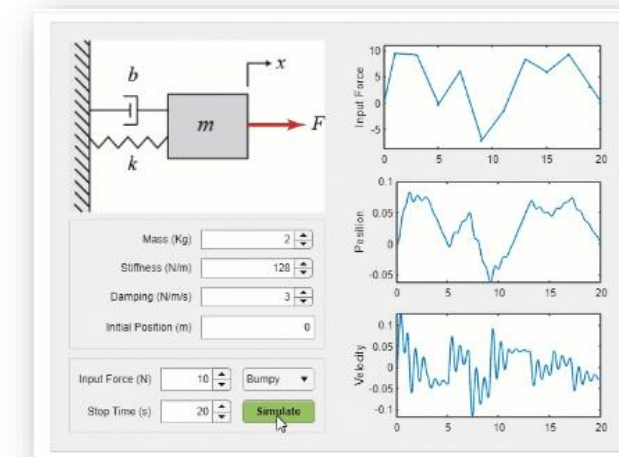 x
b
m
F
k
Mass (Kg) 2
Stiffness (N/m) 128
Damping (N/m/s) 3
Initial Position (m) 0
Input Force (N) 10 Bumpy
Stop Time (s) 20 Simulate
Input Force
10
5
0
-5
0 5 10 15 20
Position
0.1
0.05
0
-0.05
0 5 10 15 20
Velocity
0.1
0.05
0
-0.05
-0.1
0 5 10 15 20